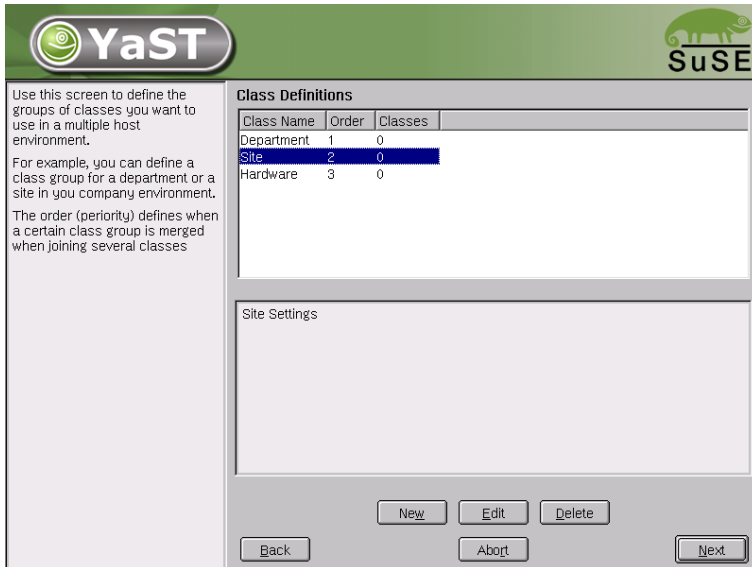 YaST
SuSE
Use this screen to define the
groups of classes you want to
use in a multiple host
environment.
For example, you can define a
class group for a department or a
site in you company environment.
The order (periority) defines when
a certain class group is merged
when joining several classes
Class Definitions
Class Name Order Classes
Department 1 0
Site 2 0
Hardware 3 0
Site Settings
New Edit Delete
Back Abort Next